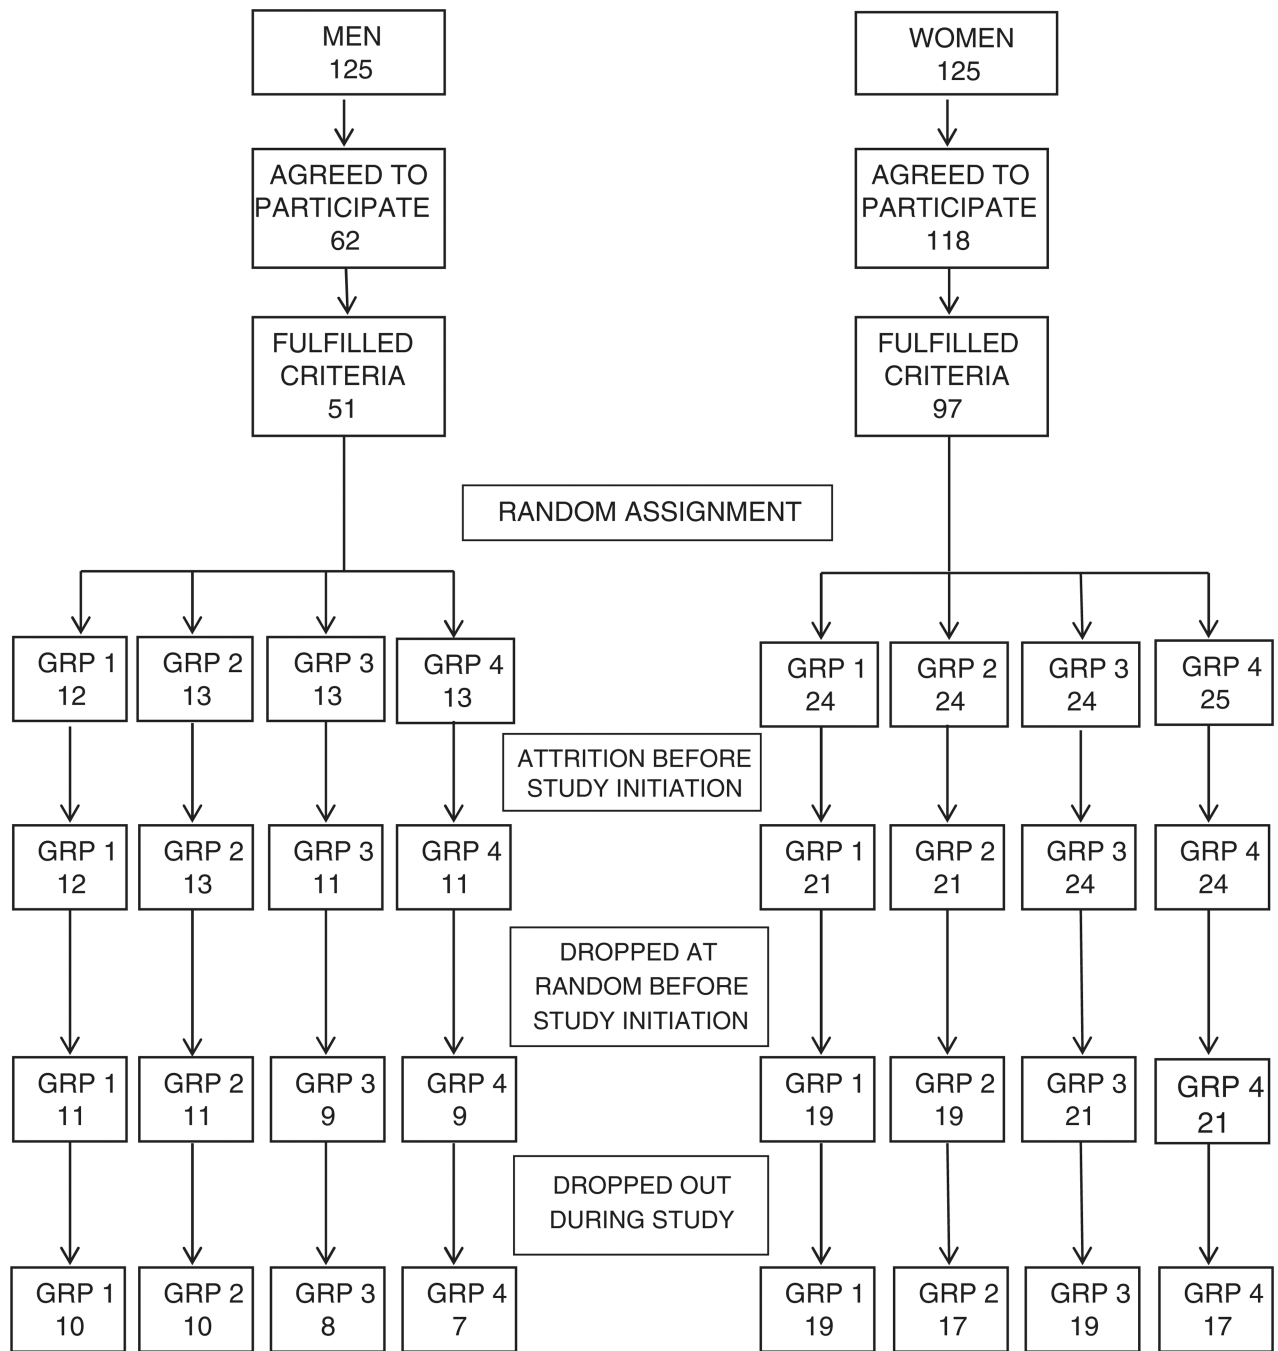 MEN
125
WOMEN
125
AGREED TO
PARTICIPATE
62
AGREED TO
PARTICIPATE
118
FULFILLED
CRITERIA
51
FULFILLED
CRITERIA
97
RANDOM ASSIGNMENT
GRP 1
12
GRP 2
13
GRP 3
13
GRP 4
13
GRP 1
24
GRP 2
24
GRP 3
24
GRP 4
25
ATTRITION BEFORE
STUDY INITIATION
GRP 1
12
GRP 2
13
GRP 3
11
GRP 4
11
GRP 1
21
GRP 2
21
GRP 3
24
GRP 4
24
DROPPED AT
RANDOM BEFORE
STUDY INITIATION
GRP 1
11
GRP 2
11
GRP 3
9
GRP 4
9
GRP 1
19
GRP 2
19
GRP 3
21
GRP 4
21
DROPPED OUT
DURING STUDY
GRP 1
10
GRP 2
10
GRP 3
8
GRP 4
7
GRP 1
19
GRP 2
17
GRP 3
19
GRP 4
17